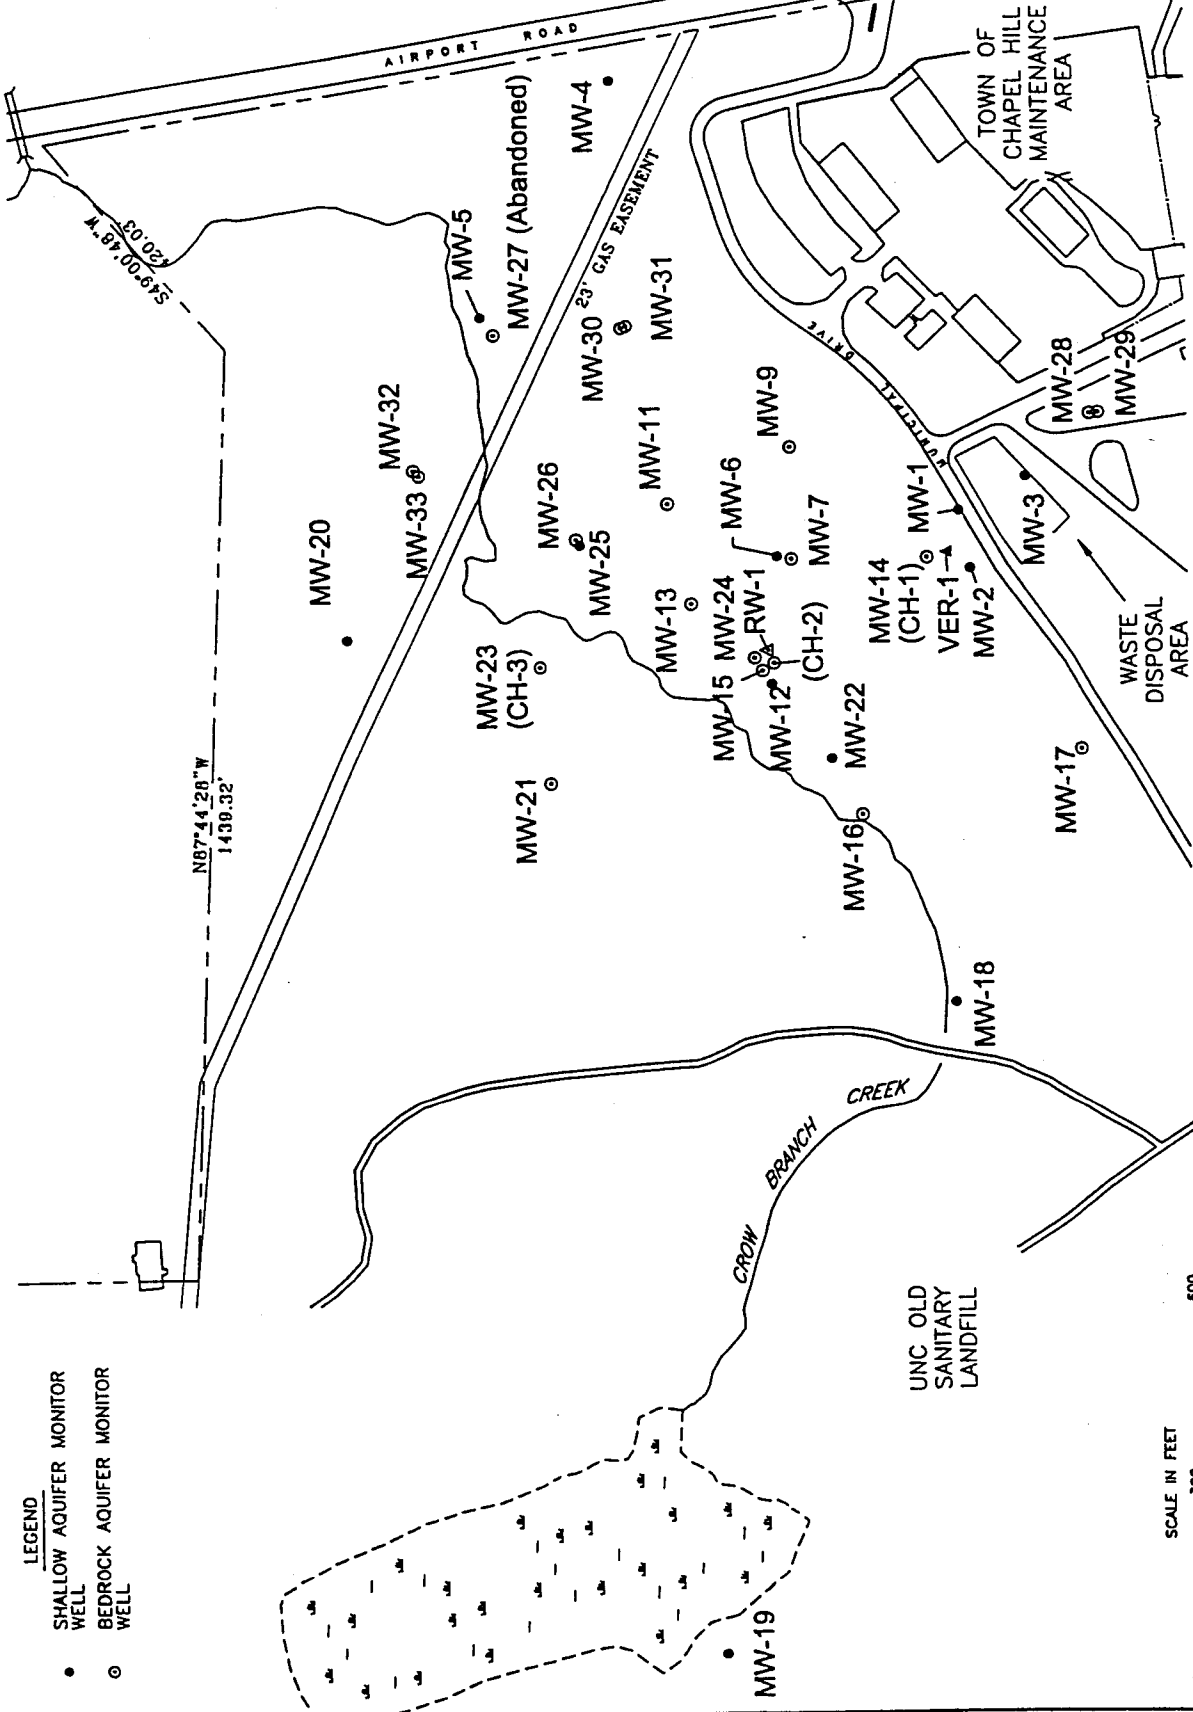 LEGEND
SHALLOW AQUIFER MONITOR
WELL
BEDROCK AQUIFER MONITOR
WELL
AIRPORT ROAD
S49°00'48"W
420.03
N87°44'28"W
1439.32'
23' GAS EASEMENT
MW-4
MW-5
MW-27 (Abandoned)
MW-30
MW-31
MW-32
MW-33
MW-20
MW-26
MW-25
MW-11
MW-9
MW-6
MW-7
MW-13
MW-24
RW-1
(CH-2)
MW-15
MW-12
MW-23
(CH-3)
MW-21
MW-22
MW-16
MW-14
(CH-1)
VER-1
MW-1
MW-2
MW-3
MW-28
MW-29
MW-17
MW-18
MW-19
MUNICIPAL DRIVE
TOWN OF
CHAPEL HILL
MAINTENANCE
AREA
WASTE
DISPOSAL
AREA
CROW BRANCH CREEK
UNC OLD
SANITARY
LANDFILL
SCALE IN FEET